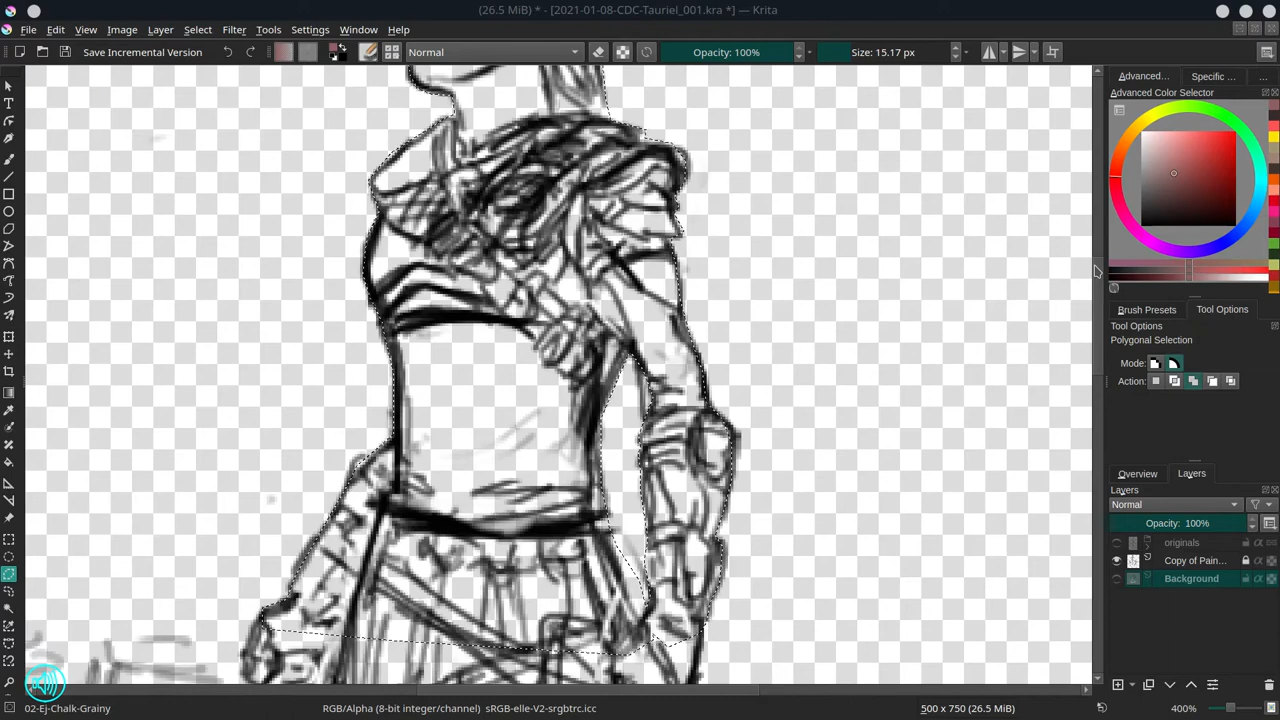 (26.5 MiB) * - [2021-01-08-CDC-Tauriel_001.kra *] — Krita
File Edit View Image Layer Select Filter Tools Settings Window Help
Save Incremental Version Normal Opacity: 100% Size: 15.17 px
Advanced... Specific ... ...
Advanced Color Selector
Brush Presets Tool Options
Tool Options
Polygonal Selection
Mode:
Action:
Overview Layers
Layers
Normal
Opacity: 100%
originals
Copy of Pain...
Background
02-Ej-Chalk-Grainy RGB/Alpha (8-bit integer/channel) sRGB-elle-V2-srgbtrc.icc 500 x 750 (26.5 MiB) 400%